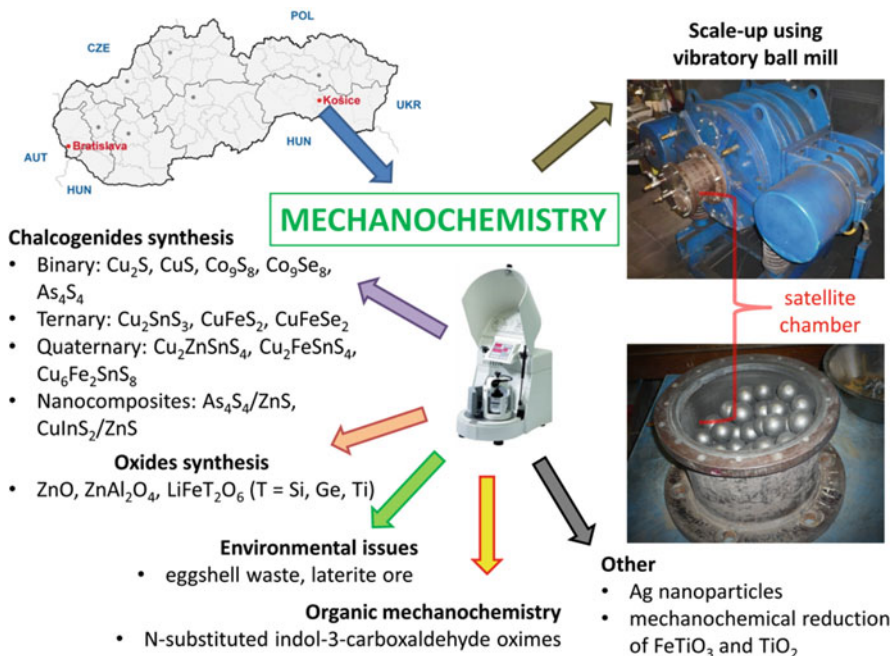 POL
CZE
Košice
UKR
HUN
Bratislava
AUT
HUN
Scale-up using
vibratory ball mill
MECHANOCHEMISTRY
satellite
chamber
Chalcogenides synthesis
• Binary: Cu₂S, CuS, Co₉S₈, Co₉Se₈,
As₄S₄
• Ternary: Cu₂SnS₃, CuFeS₂, CuFeSe₂
• Quaternary: Cu₂ZnSnS₄, Cu₂FeSnS₄,
Cu₆Fe₂SnS₈
• Nanocomposites: As₄S₄/ZnS,
CuInS₂/ZnS
Oxides synthesis
• ZnO, ZnAl₂O₄, LiFeT₂O₆ (T = Si, Ge, Ti)
Environmental issues
• eggshell waste, laterite ore
Organic mechanochemistry
• N-substituted indol-3-carboxaldehyde oximes
Other
• Ag nanoparticles
• mechanochemical reduction
of FeTiO₃ and TiO₂